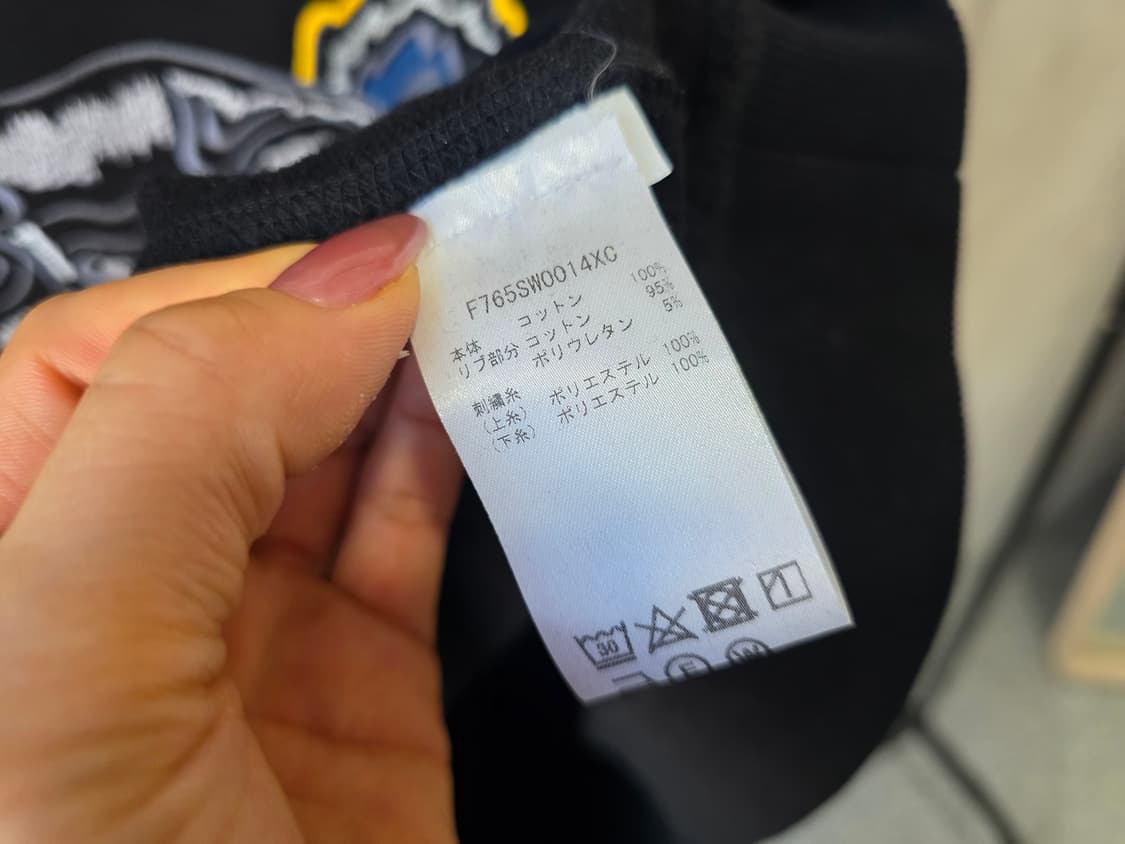 F765SW0014XC
本体 コットン 100%
リブ部分 コットン 95%
ポリウレタン 5%
刺繍糸
(上糸) ポリエステル 100%
(下糸) ポリエステル 100%
30
F W